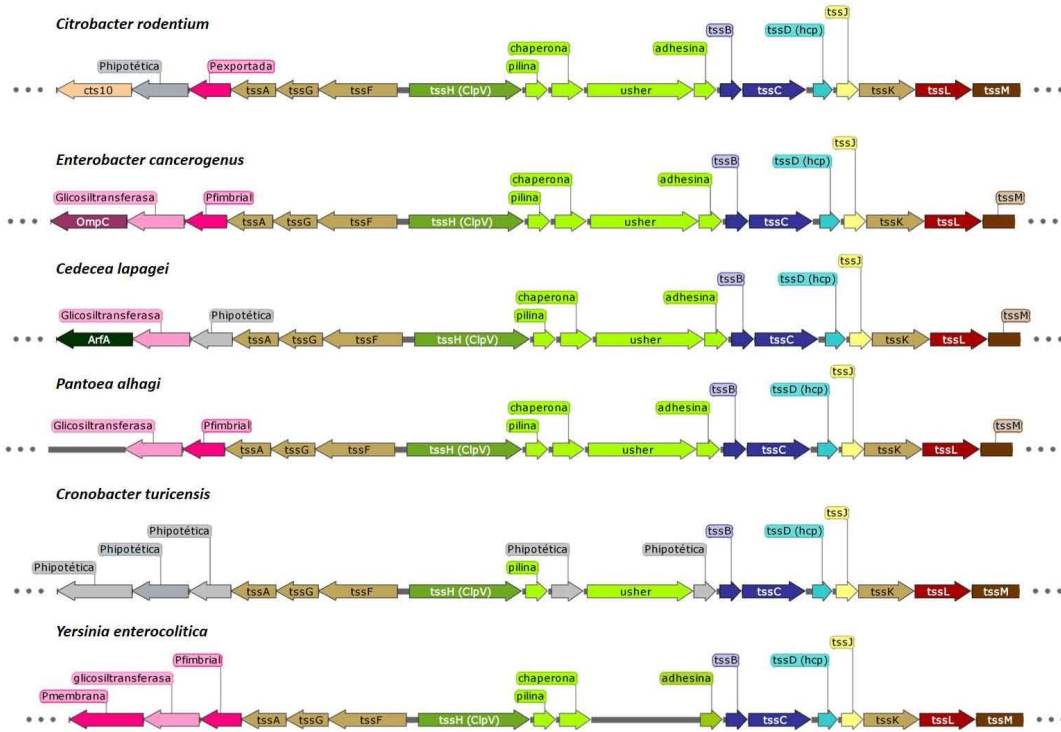 Citrobacter rodentium
tssJ
tssB
tssD (hcp)
chaperona
adhesina
Phipotética
Pexportada
pilina
cts10
tssA
tssG
tssF
tssH (ClpV)
usher
tssC
tssK
tssL
tssM
Enterobacter cancerogenus
tssJ
tssB
tssD (hcp)
chaperona
adhesina
Glicosiltransferasa
Pfimbrial
pilina
tssM
OmpC
tssA
tssG
tssF
tssH (ClpV)
usher
tssC
tssK
tssL
Cedecea lapagei
tssJ
tssB
tssD (hcp)
chaperona
adhesina
Glicosiltransferasa
Phipotética
pilina
tssM
ArfA
tssA
tssG
tssF
tssH (ClpV)
usher
tssC
tssK
tssL
Pantoea alhagi
tssJ
tssB
tssD (hcp)
chaperona
adhesina
Glicosiltransferasa
Pfimbrial
pilina
tssM
tssA
tssG
tssF
tssH (ClpV)
usher
tssC
tssK
tssL
Cronobacter turicensis
tssJ
tssB
tssD (hcp)
Phipotética
Phipotética
Phipotética
Phipotética
Phipotética
pilina
tssA
tssG
tssF
tssH (ClpV)
usher
tssC
tssK
tssL
tssM
Yersinia enterocolitica
tssJ
tssB
tssD (hcp)
Pfimbrial
glicosiltransferasa
chaperona
adhesina
Pmembrana
pilina
tssA
tssG
tssF
tssH (ClpV)
tssC
tssK
tssL
tssM